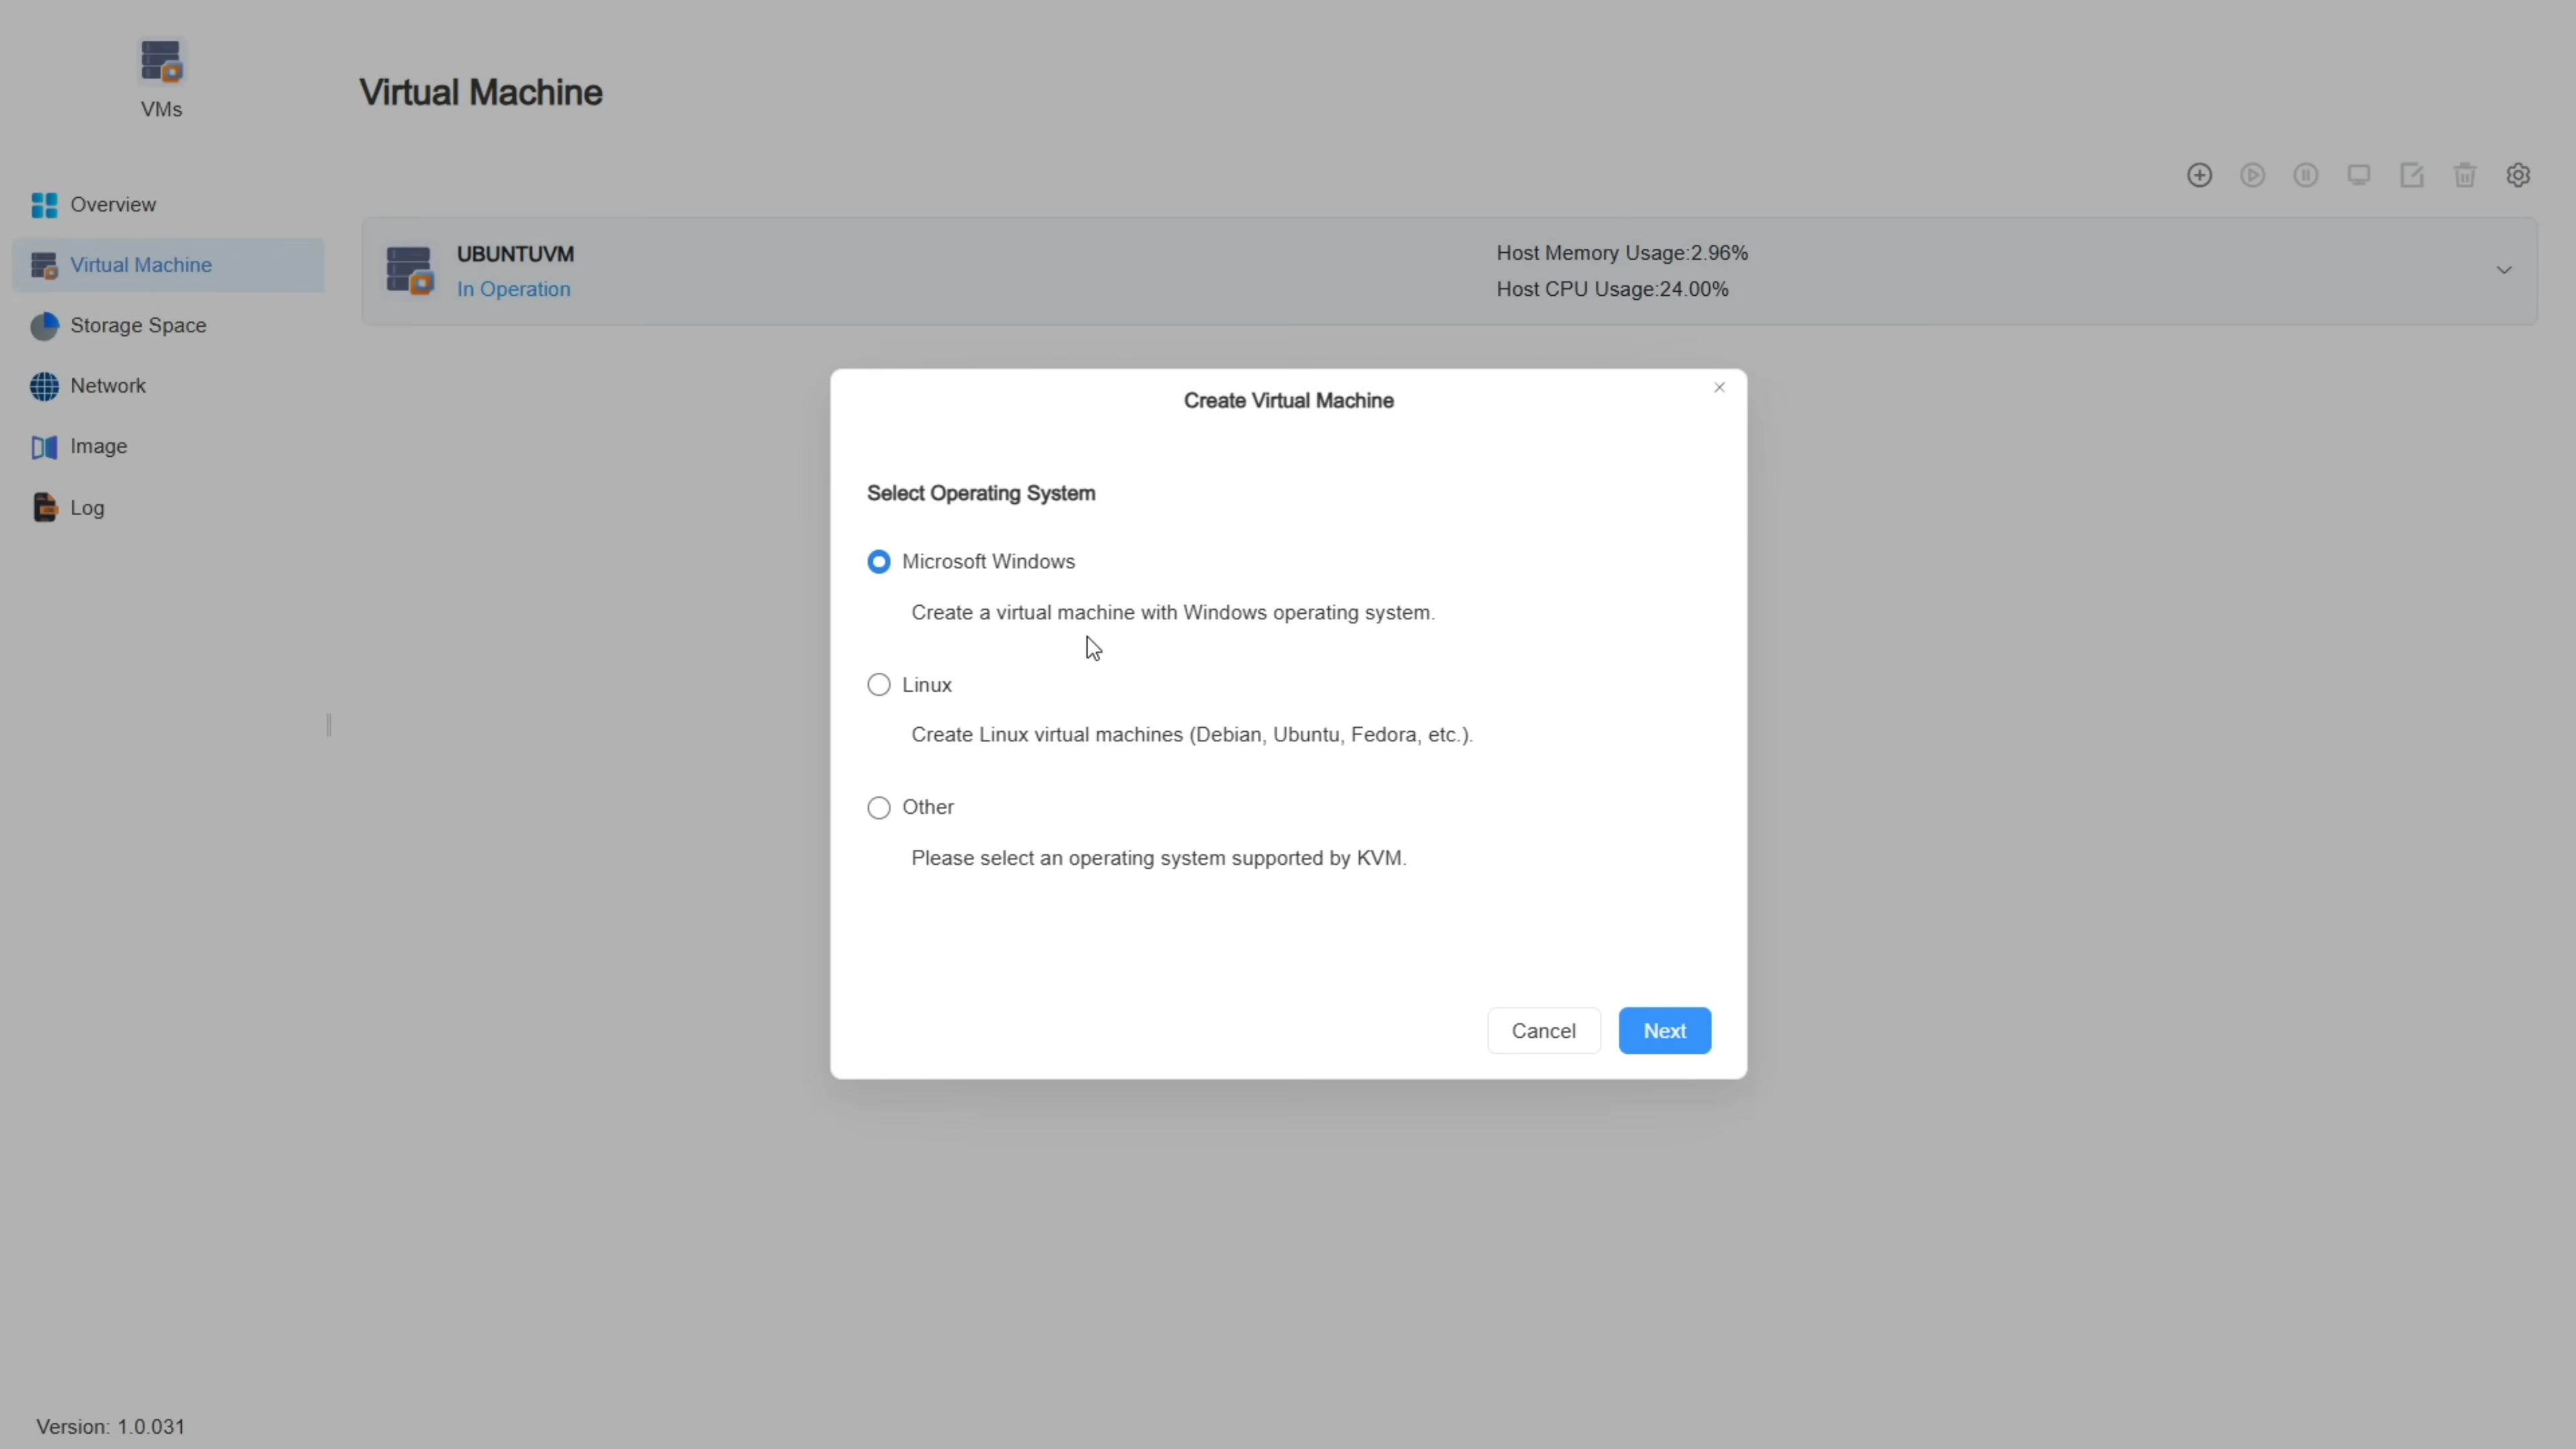 VMs
Virtual Machine
Overview
Virtual Machine
Storage Space
Network
Image
Log
UBUNTUVM
In Operation
Host Memory Usage:2.96%
Host CPU Usage:24.00%
Create Virtual Machine
Select Operating System
Microsoft Windows
Create a virtual machine with Windows operating system.
Linux
Create Linux virtual machines (Debian, Ubuntu, Fedora, etc.).
Other
Please select an operating system supported by KVM.
Cancel
Next
Version: 1.0.031